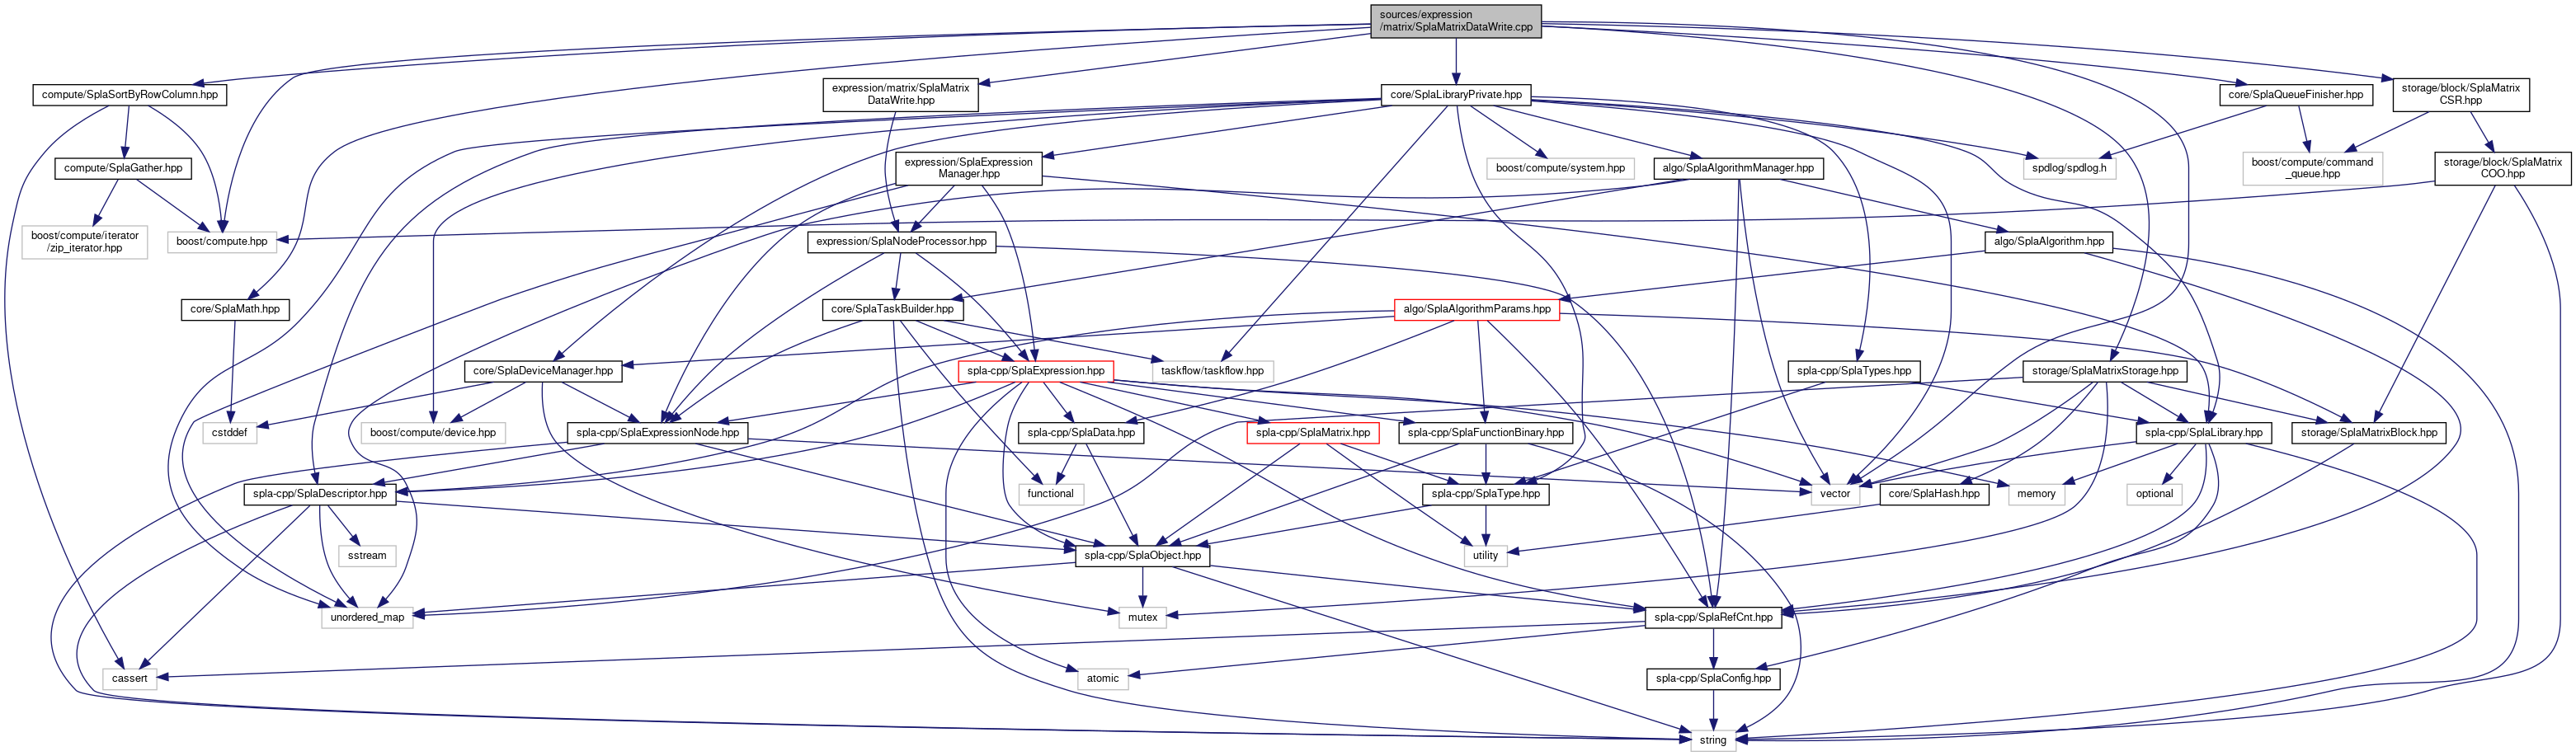 sources/expression
/matrix/SplaMatrixDataWrite.cpp
compute/SplaSortByRowColumn.hpp
expression/matrix/SplaMatrix
DataWrite.hpp
core/SplaLibraryPrivate.hpp
core/SplaQueueFinisher.hpp
storage/block/SplaMatrix
CSR.hpp
compute/SplaGather.hpp
expression/SplaExpression
Manager.hpp
boost/compute/system.hpp
algo/SplaAlgorithmManager.hpp
spdlog/spdlog.h
boost/compute/command
_queue.hpp
storage/block/SplaMatrix
COO.hpp
boost/compute/iterator
/zip_iterator.hpp
boost/compute.hpp
expression/SplaNodeProcessor.hpp
algo/SplaAlgorithm.hpp
core/SplaMath.hpp
core/SplaTaskBuilder.hpp
algo/SplaAlgorithmParams.hpp
core/SplaDeviceManager.hpp
spla-cpp/SplaExpression.hpp
taskflow/taskflow.hpp
spla-cpp/SplaTypes.hpp
storage/SplaMatrixStorage.hpp
cstddef
boost/compute/device.hpp
spla-cpp/SplaExpressionNode.hpp
spla-cpp/SplaData.hpp
spla-cpp/SplaMatrix.hpp
spla-cpp/SplaFunctionBinary.hpp
spla-cpp/SplaLibrary.hpp
storage/SplaMatrixBlock.hpp
spla-cpp/SplaDescriptor.hpp
functional
spla-cpp/SplaType.hpp
vector
core/SplaHash.hpp
memory
optional
sstream
spla-cpp/SplaObject.hpp
utility
unordered_map
mutex
spla-cpp/SplaRefCnt.hpp
cassert
atomic
spla-cpp/SplaConfig.hpp
string